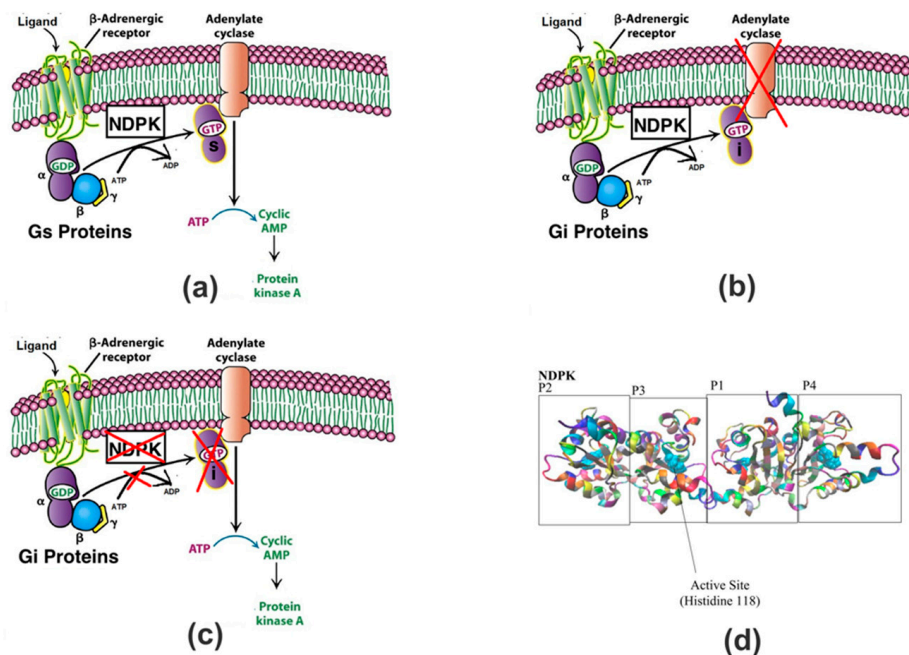 Ligand
β-Adrenergic
receptor
Adenylate
cyclase
NDPK
GTP
s
GDP
α
ATP
ADP
β
γ
Gs Proteins
ATP
Cyclic
AMP
Protein
kinase A
(a)
Ligand
β-Adrenergic
receptor
Adenylate
cyclase
NDPK
GTP
i
GDP
α
ATP
ADP
β
γ
Gi Proteins
(b)
Ligand
β-Adrenergic
receptor
Adenylate
cyclase
NDPK
GTP
i
GDP
α
ATP
ADP
β
γ
Gi Proteins
ATP
Cyclic
AMP
Protein
kinase A
(c)
NDPK
P2
P3
P1
P4
Active Site
(Histidine 118)
(d)